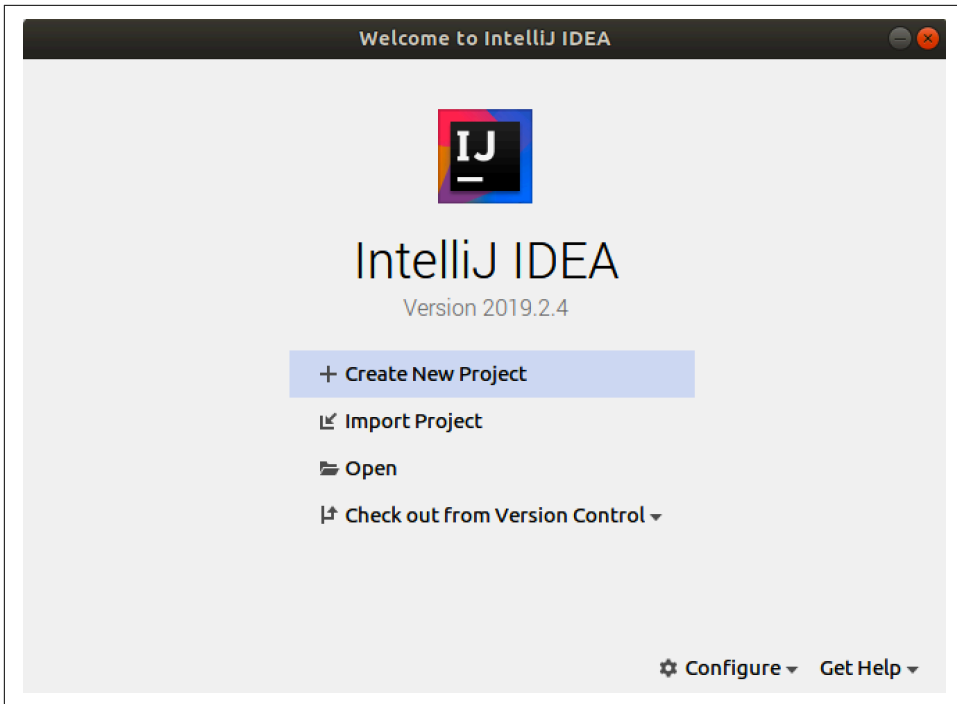 Welcome to IntelliJ IDEA
IJ
IntelliJ IDEA
Version 2019.2.4
Create New Project
Import Project
Open
Check out from Version Control
Configure
Get Help